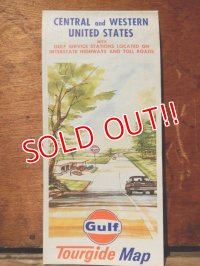 CENTRAL and WESTERN
UNITED STATES
WITH
GULF SERVICE STATIONS LOCATED ON
INTERSTATE HIGHWAYS AND TOLL ROADS
SOLD OUT!!
Gulf
Tourgide Map